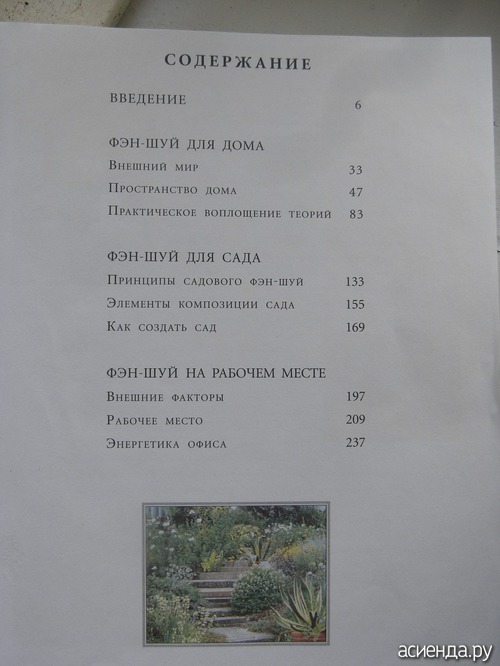 СОДЕРЖАНИЕ
ВВЕДЕНИЕ 6
ФЭН-ШУЙ ДЛЯ ДОМА
Внешний мир 33
Пространство дома 47
Практическое воплощение теорий 83
ФЭН-ШУЙ ДЛЯ САДА
Принципы садового фэн-шуй 133
Элементы композиции сада 155
Как создать сад 169
ФЭН-ШУЙ НА РАБОЧЕМ МЕСТЕ
Внешние факторы 197
Рабочее место 209
Энергетика офиса 237
асиенда.ру